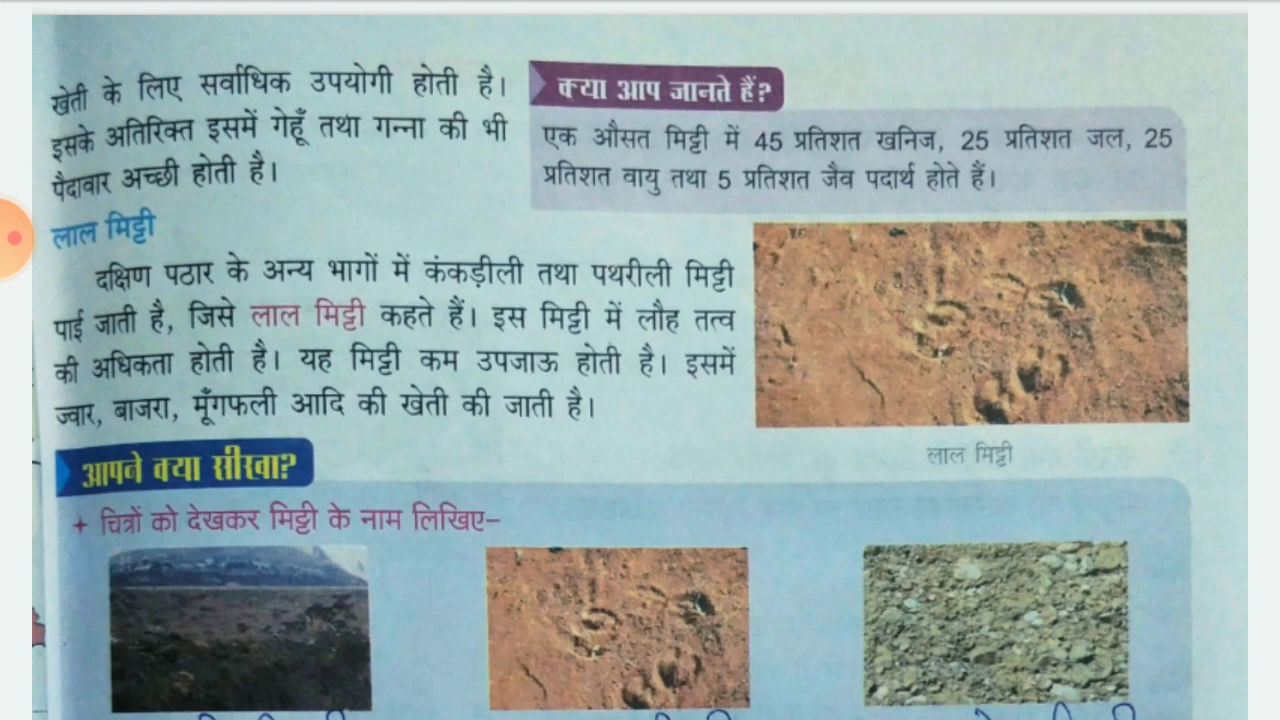 खेती के लिए सर्वाधिक उपयोगी होती है।
इसके अतिरिक्त इसमें गेहूँ तथा गन्ना की भी
पैदावार अच्छी होती है।
क्या आप जानते हैं?
एक औसत मिट्टी में 45 प्रतिशत खनिज, 25 प्रतिशत जल, 25
प्रतिशत वायु तथा 5 प्रतिशत जैव पदार्थ होते हैं।
लाल मिट्टी
दक्षिण पठार के अन्य भागों में कंकड़ीली तथा पथरीली मिट्टी
पाई जाती है, जिसे लाल मिट्टी कहते हैं। इस मिट्टी में लौह तत्व
की अधिकता होती है। यह मिट्टी कम उपजाऊ होती है। इसमें
ज्वार, बाजरा, मूँगफली आदि की खेती की जाती है।
लाल मिट्टी
आपने क्या सीखा?
+ चित्रों को देखकर मिट्टी के नाम लिखिए–